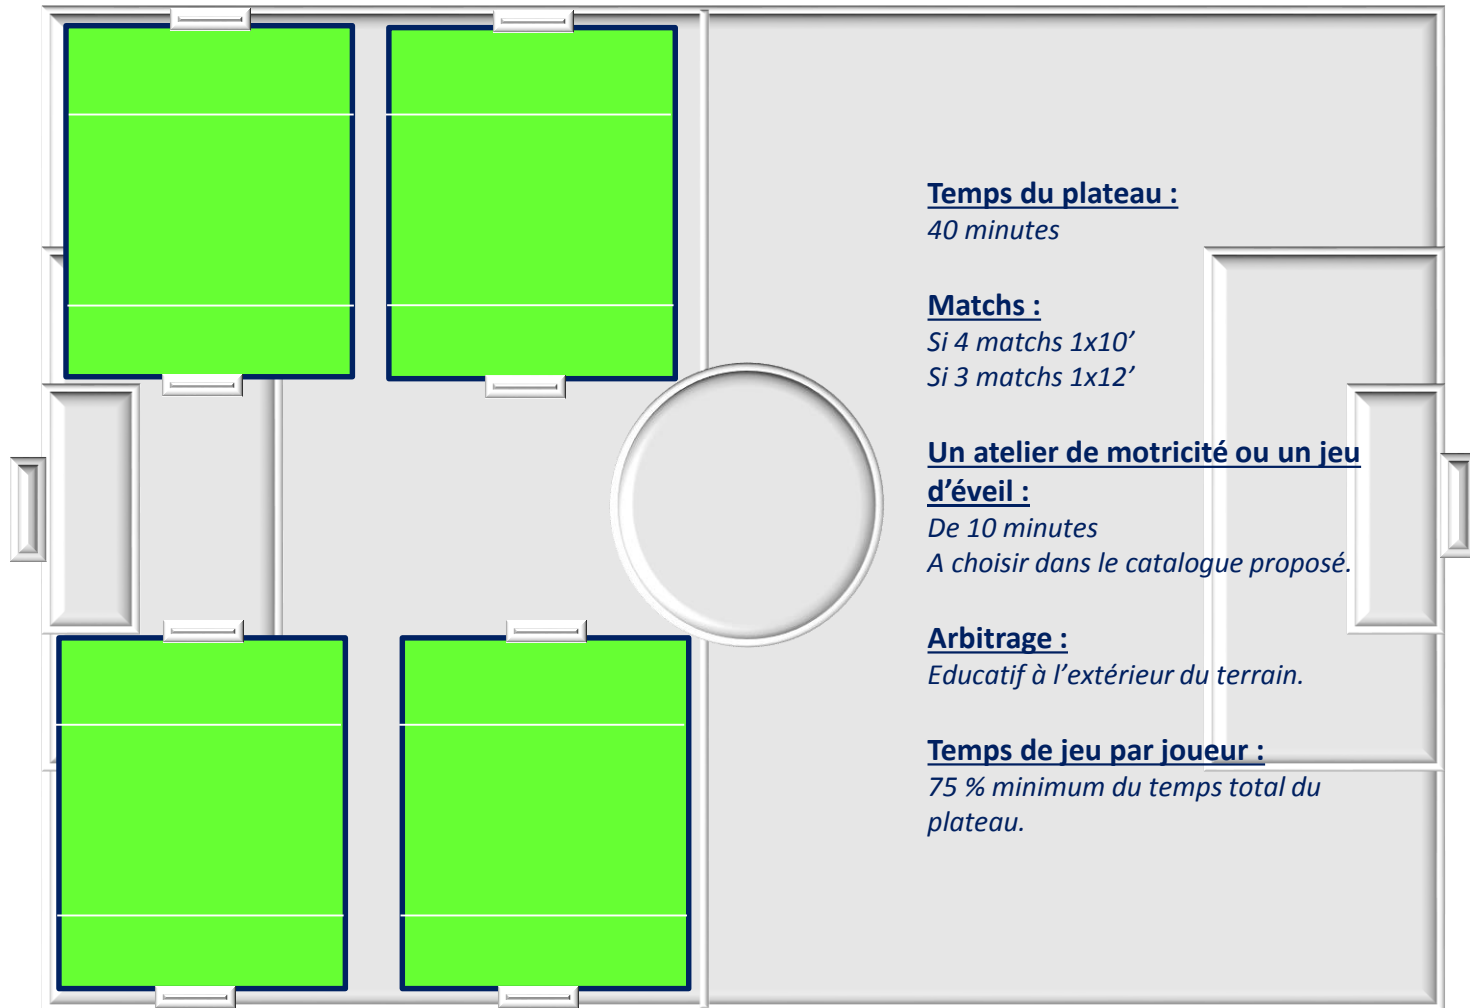 Temps du plateau :
40 minutes
Matchs :
Si 4 matchs 1x10’
Si 3 matchs 1x12’
Un atelier de motricité ou un jeu
d’éveil :
De 10 minutes
A choisir dans le catalogue proposé.
Arbitrage :
Educatif à l’extérieur du terrain.
Temps de jeu par joueur :
75 % minimum du temps total du
plateau.